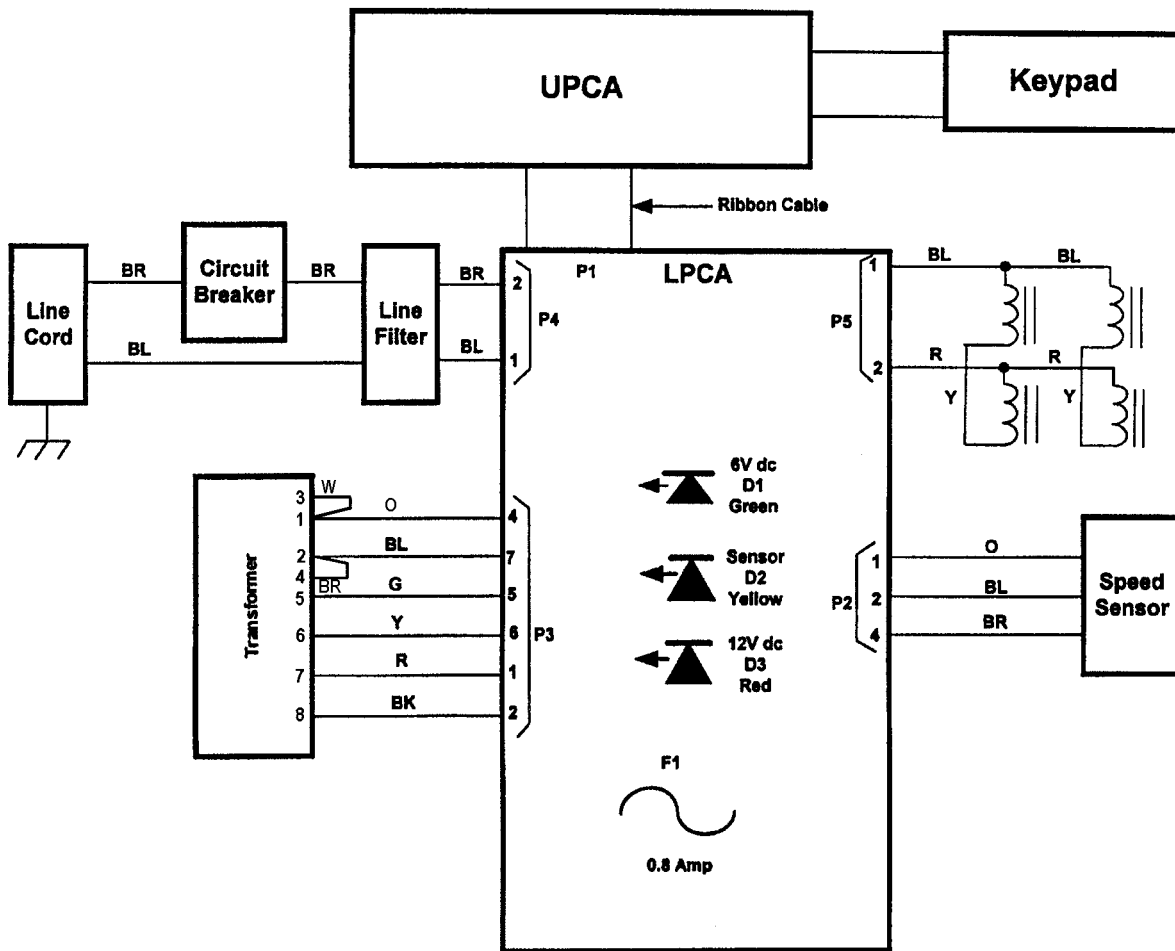 UPCA
Keypad
Ribbon Cable
Line
Cord
BR
Circuit
Breaker
BR
BL
Line
Filter
BR
BL
2
1
P4
P1
LPCA
P5
1
2
BL
BL
R
R
Y
Y
Transformer
3
1
2
4
5
6
7
8
W
O
BL
BR
G
Y
R
BK
4
7
5
6
1
2
P3
6V dc
D1
Green
Sensor
D2
Yellow
12V dc
D3
Red
F1
0.8 Amp
P2
1
2
4
O
BL
BR
Speed
Sensor